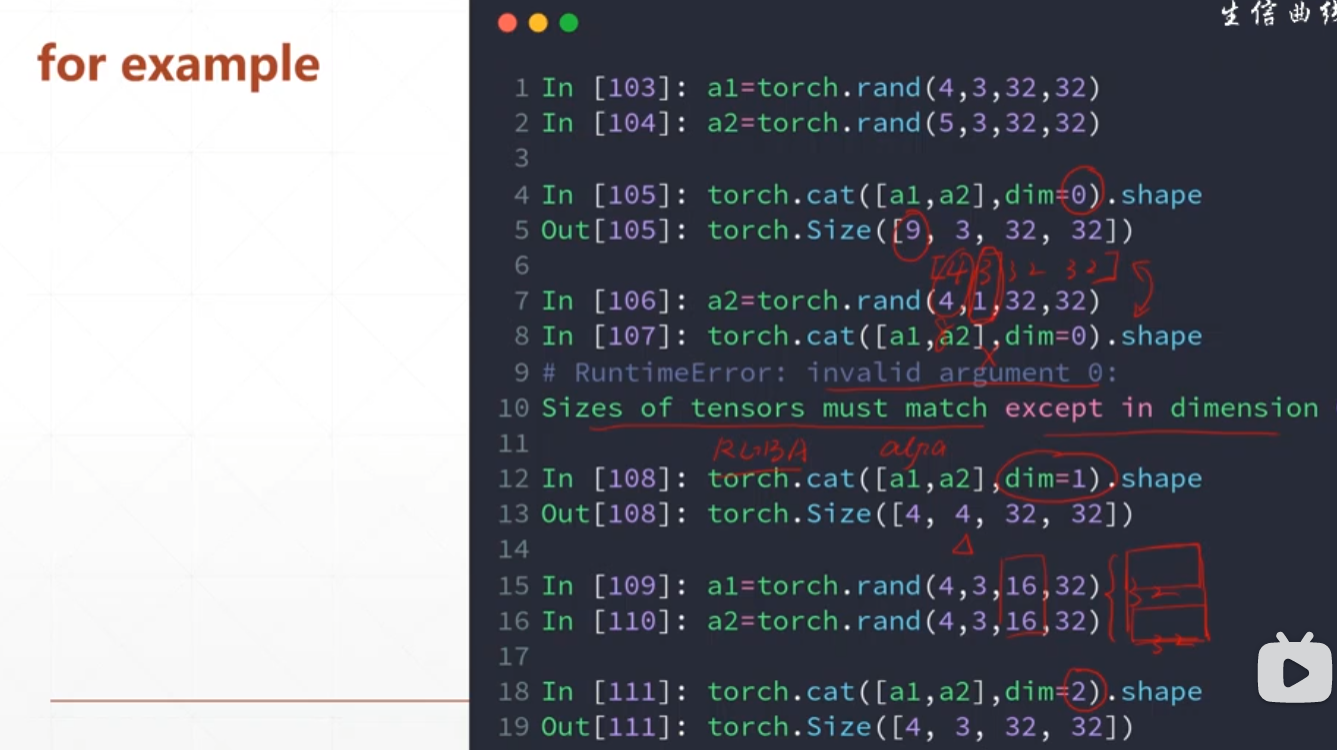 生信曲线
for example
1 In [103]: a1=torch.rand(4,3,32,32)
2 In [104]: a2=torch.rand(5,3,32,32)
3
4 In [105]: torch.cat([a1,a2],dim=0).shape
5 Out[105]: torch.Size([9, 3, 32, 32])
6
[4 3 32 32]
7 In [106]: a2=torch.rand(4,1,32,32)
8 In [107]: torch.cat([a1,a2],dim=0).shape
8
9 # RuntimeError: invalid argument 0:
10 Sizes of tensors must match except in dimension
11
alpa
12 In [108]: torch.cat([a1,a2],dim=1).shape
13 Out[108]: torch.Size([4, 4, 32, 32])
14
15 In [109]: a1=torch.rand(4,3,16,32)
16 In [110]: a2=torch.rand(4,3,16,32)
32
32
17
18 In [111]: torch.cat([a1,a2],dim=2).shape
19 Out[111]: torch.Size([4, 3, 32, 32])